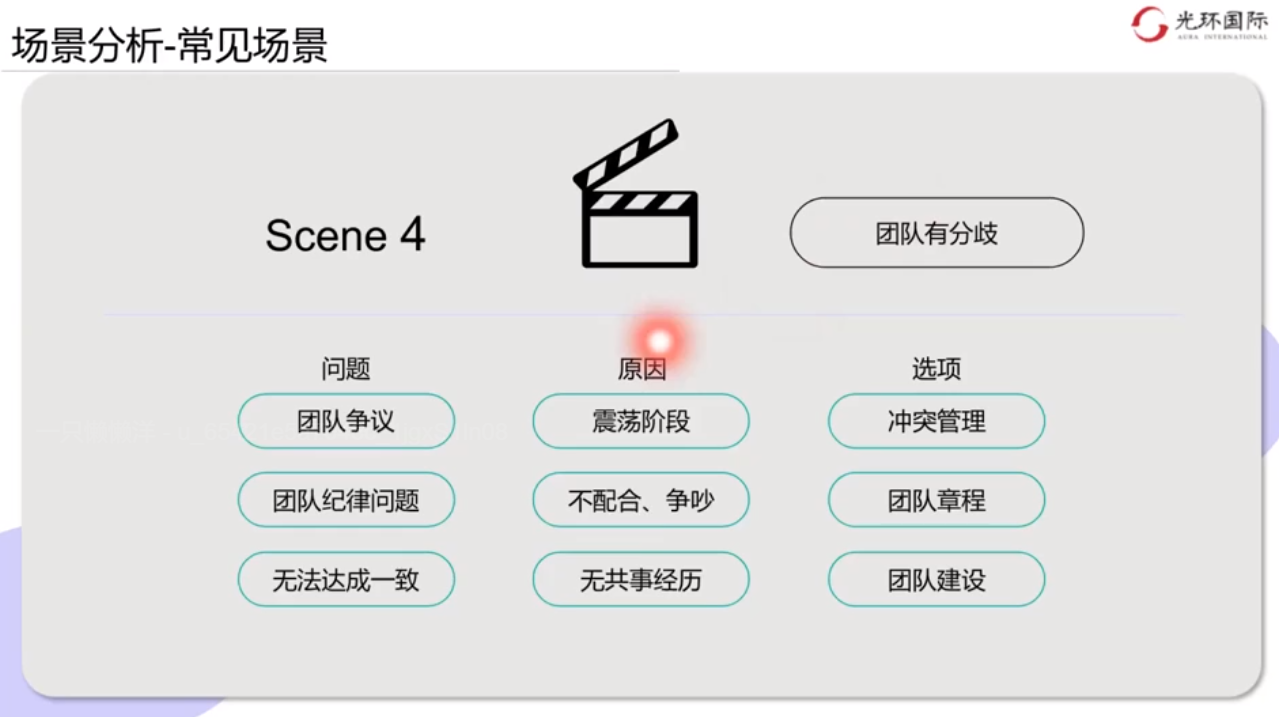 场景分析-常见场景
光环国际
AURA INTERNATIONAL
Scene 4
团队有分歧
问题
原因
选项
团队争议
震荡阶段
冲突管理
团队纪律问题
不配合、争吵
团队章程
无法达成一致
无共事经历
团队建设